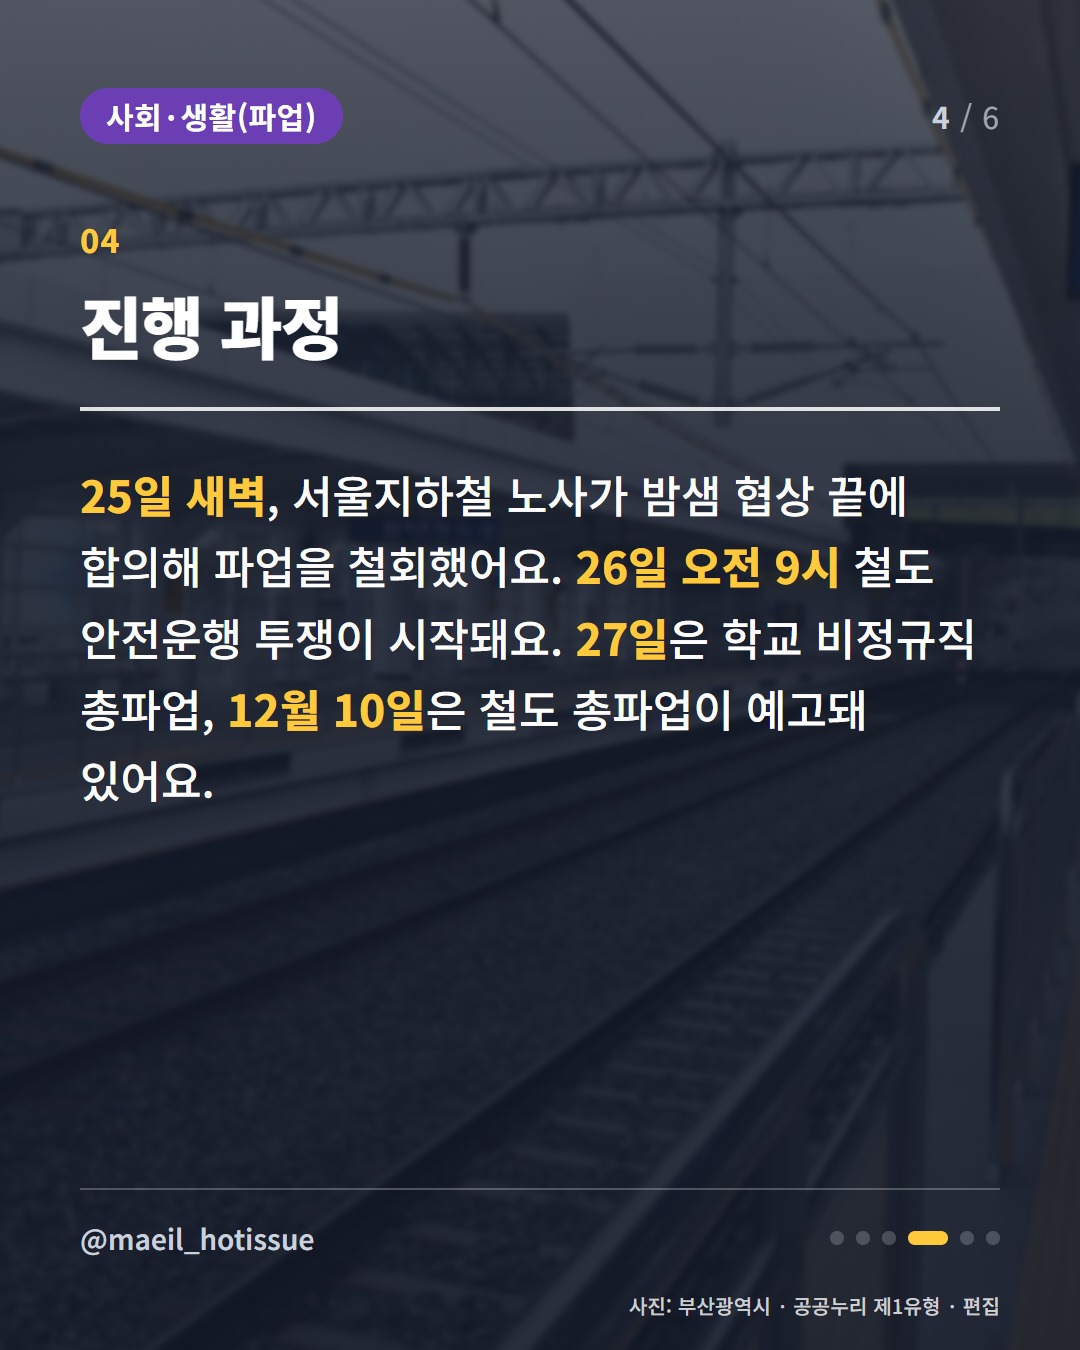 사회·생활(파업)
4 / 6
04
진행 과정
25일 새벽, 서울지하철 노사가 밤샘 협상 끝에
합의해 파업을 철회했어요. 26일 오전 9시 철도
안전운행 투쟁이 시작돼요. 27일은 학교 비정규직
총파업, 12월 10일은 철도 총파업이 예고돼
있어요.
@maeil_hotissue
사진: 부산광역시 · 공공누리 제1유형 · 편집